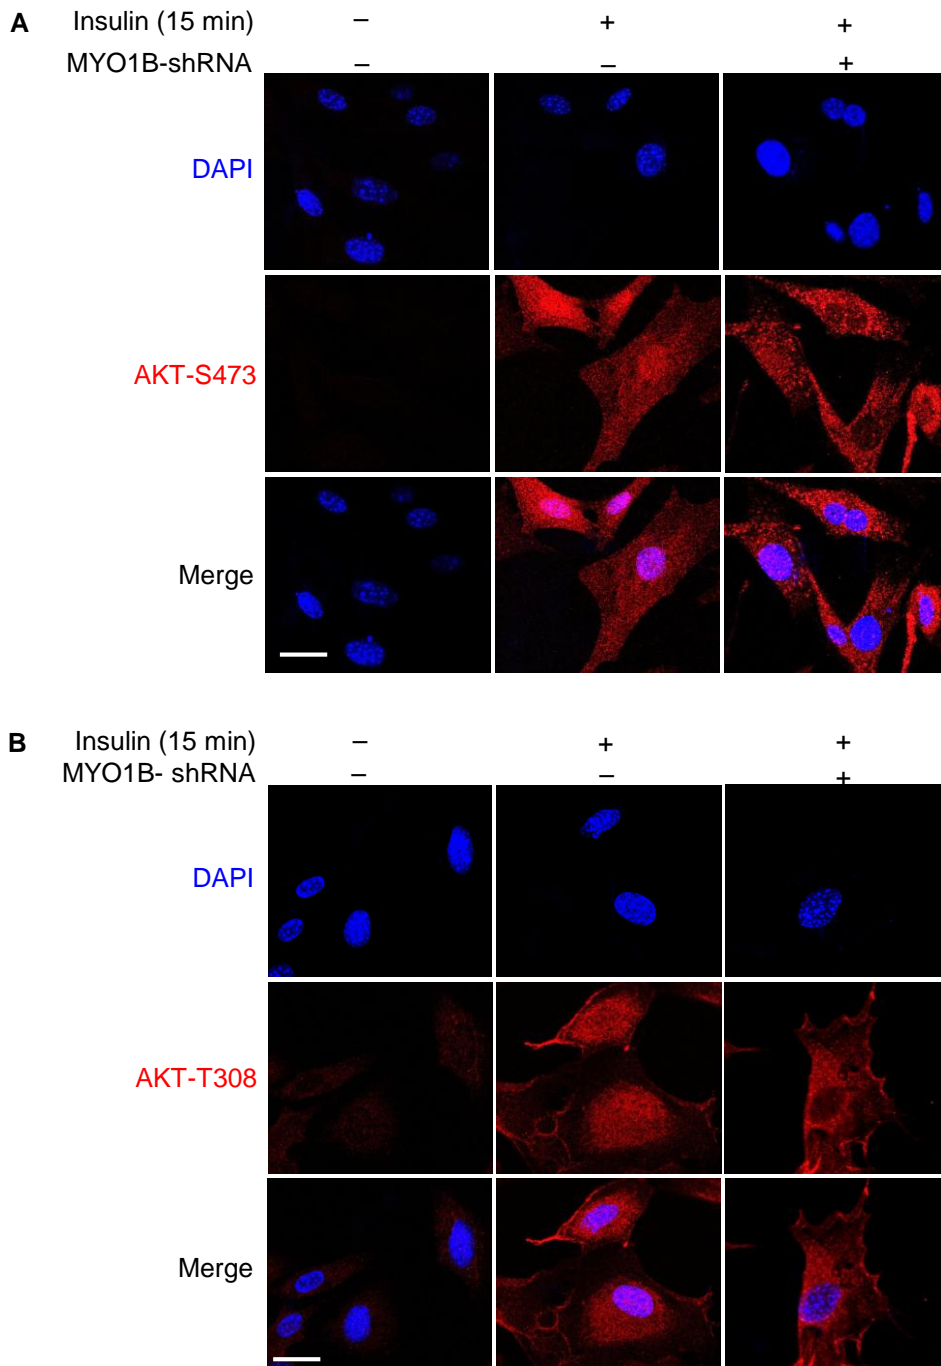 A Insulin (15 min) – + +
MYO1B-shRNA – – +
DAPI
AKT-S473
Merge
B Insulin (15 min) – + +
MYO1B- shRNA – – +
DAPI
AKT-T308
Merge